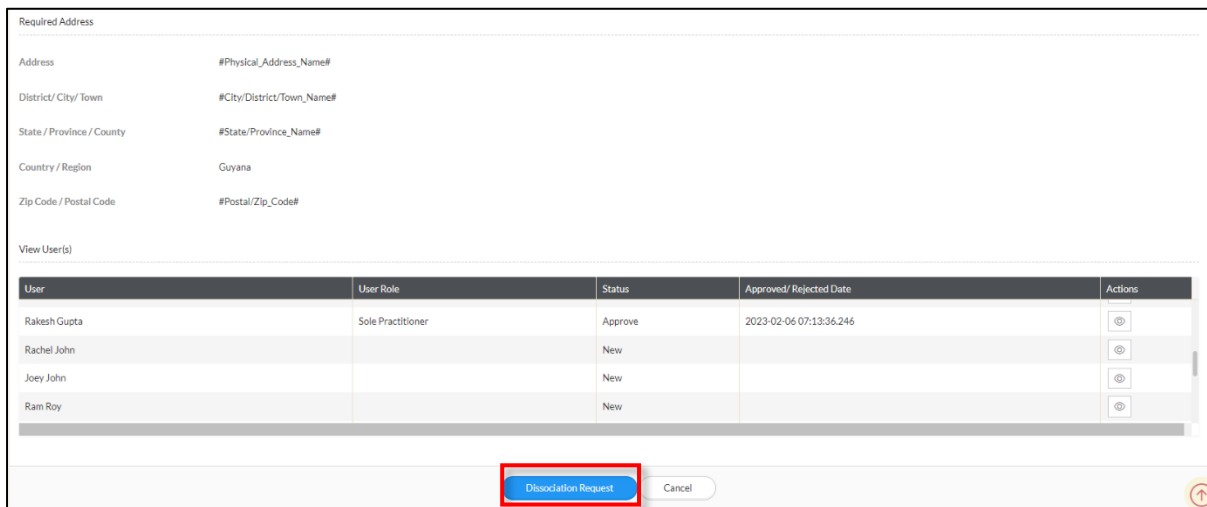 Required Address
Address #Physical_Address_Name#
District/ City/ Town #City/District/Town_Name#
State / Province / County #State/Province_Name#
Country / Region Guyana
Zip Code / Postal Code #Postal/Zip_Code#
View User(s)
User User Role Status Approved/ Rejected Date Actions
Rakesh Gupta Sole Practitioner Approve 2023-02-06 07:13:36.246
Rachel John New
Joey John New
Ram Roy New
Dissociation Request Cancel